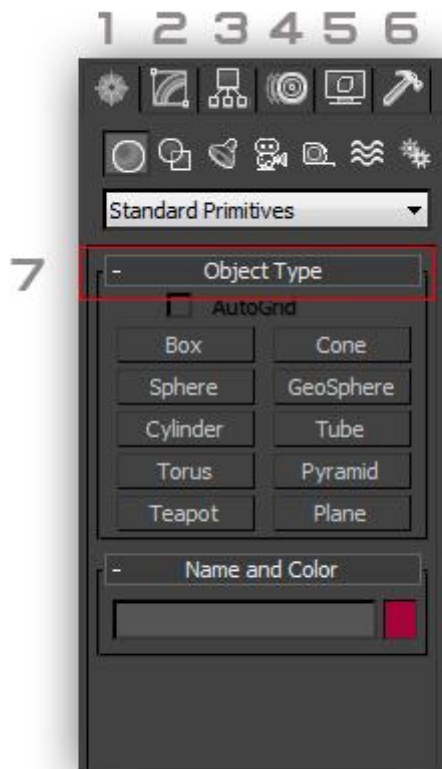 1 2 3 4 5 6
Standard Primitives
7
- Object Type
AutoGrid
Box Cone
Sphere GeoSphere
Cylinder Tube
Torus Pyramid
Teapot Plane
- Name and Color